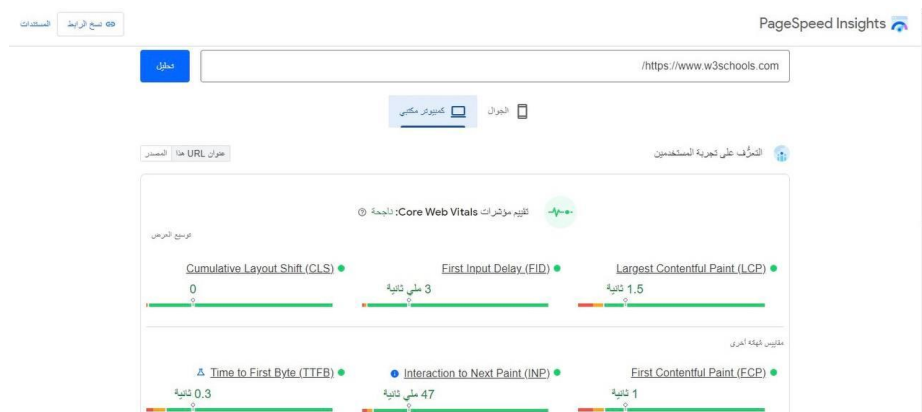 PageSpeed Insights
نسخ الرابط
المستندات
/https://www.w3schools.com
تحليل
الجوال
كمبيوتر مكتبي
التعرُّف على تجربة المستخدمين
عنوان URL هذا
المصدر
تقييم مؤشرات Core Web Vitals: ناجحة
توسيع العرض
Largest Contentful Paint (LCP)
1.5 ثانية
First Input Delay (FID)
3 ملي ثانية
Cumulative Layout Shift (CLS)
0
مقاييس مهمّة أخرى
First Contentful Paint (FCP)
1 ثانية
Interaction to Next Paint (INP)
47 ملي ثانية
Time to First Byte (TTFB)
0.3 ثانية